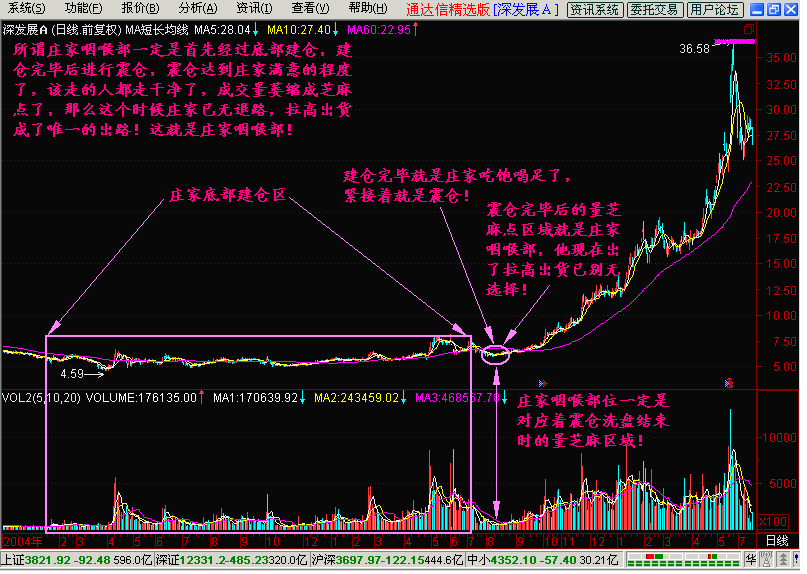 系统(S) 功能(F) 报价(B) 分析(A) 资讯(I) 查看(V) 帮助(H) 通达信精选版 [深发展A] 资讯系统 委托交易 用户论坛
深发展A (日线.前复权) MA短长均线 MA5:28.04↓ MA10:27.40↓ MA60:22.95↑
所谓庄家咽喉部一定是首先经过底部建仓，建
仓完毕后进行震仓，震仓达到庄家满意的程度
了，该走的人都走干净了，成交量萎缩成芝麻
点了，那么这个时候庄家已无退路，拉高出货
成了唯一的出路！这就是庄家咽喉部！
36.58
35.00
32.50
30.00
27.50
25.00
22.50
20.00
17.50
15.00
12.50
10.00
7.50
5.00
庄家底部建仓区
建仓完毕就是庄家吃饱喝足了，
紧接着就是震仓！
震仓完毕后的量芝
麻点区域就是庄家
咽喉部，他现在出
了拉高出货已别无
选择！
4.59
VOL2(5,10,20) VOLUME:176135.00↑ MA1:170639.92↓ MA2:243459.02↓ MA3:468567.78↓
庄家咽喉部位一定是
对应着震仓洗盘结束
时的量芝麻区域！
10000
5000
X100
2004年 2 3 4 5 6 7 8 9 10 11 12 2 3 4 5 6 7 8 9 10 11 12 1 2 3 4 5 6 7 日线
上证3821.92 -92.48 596.0亿 深证12331.2 -485.23 320.0亿 沪深3697.97 -122.15 444.6亿 中小4352.10 -57.40 30.21亿 华